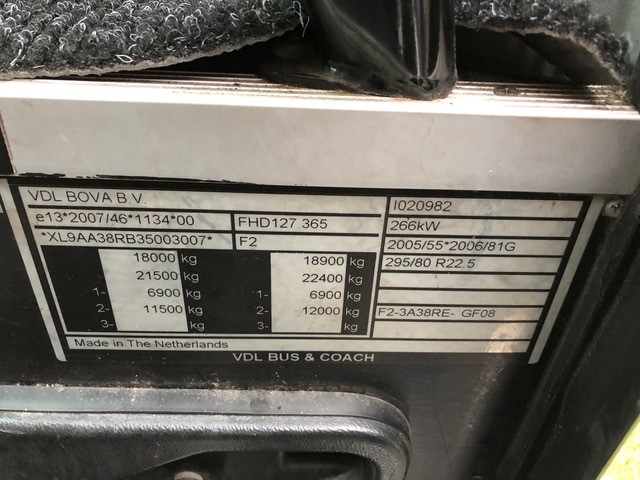 VDL BOVA B.V.
I020982
e13*2007/46*1134*00 FHD127.365 266kW
*XL9AA38RB35003007* F2 2005/55*2006/81G
18000 kg 18900 kg 295/80 R22.5
21500 kg 22400 kg
1- 6900 kg 1- 6900 kg
2- 11500 kg 2- 12000 kg F2-3A38RE- GF08
3- kg 3- kg
Made in The Netherlands
VDL BUS & COACH